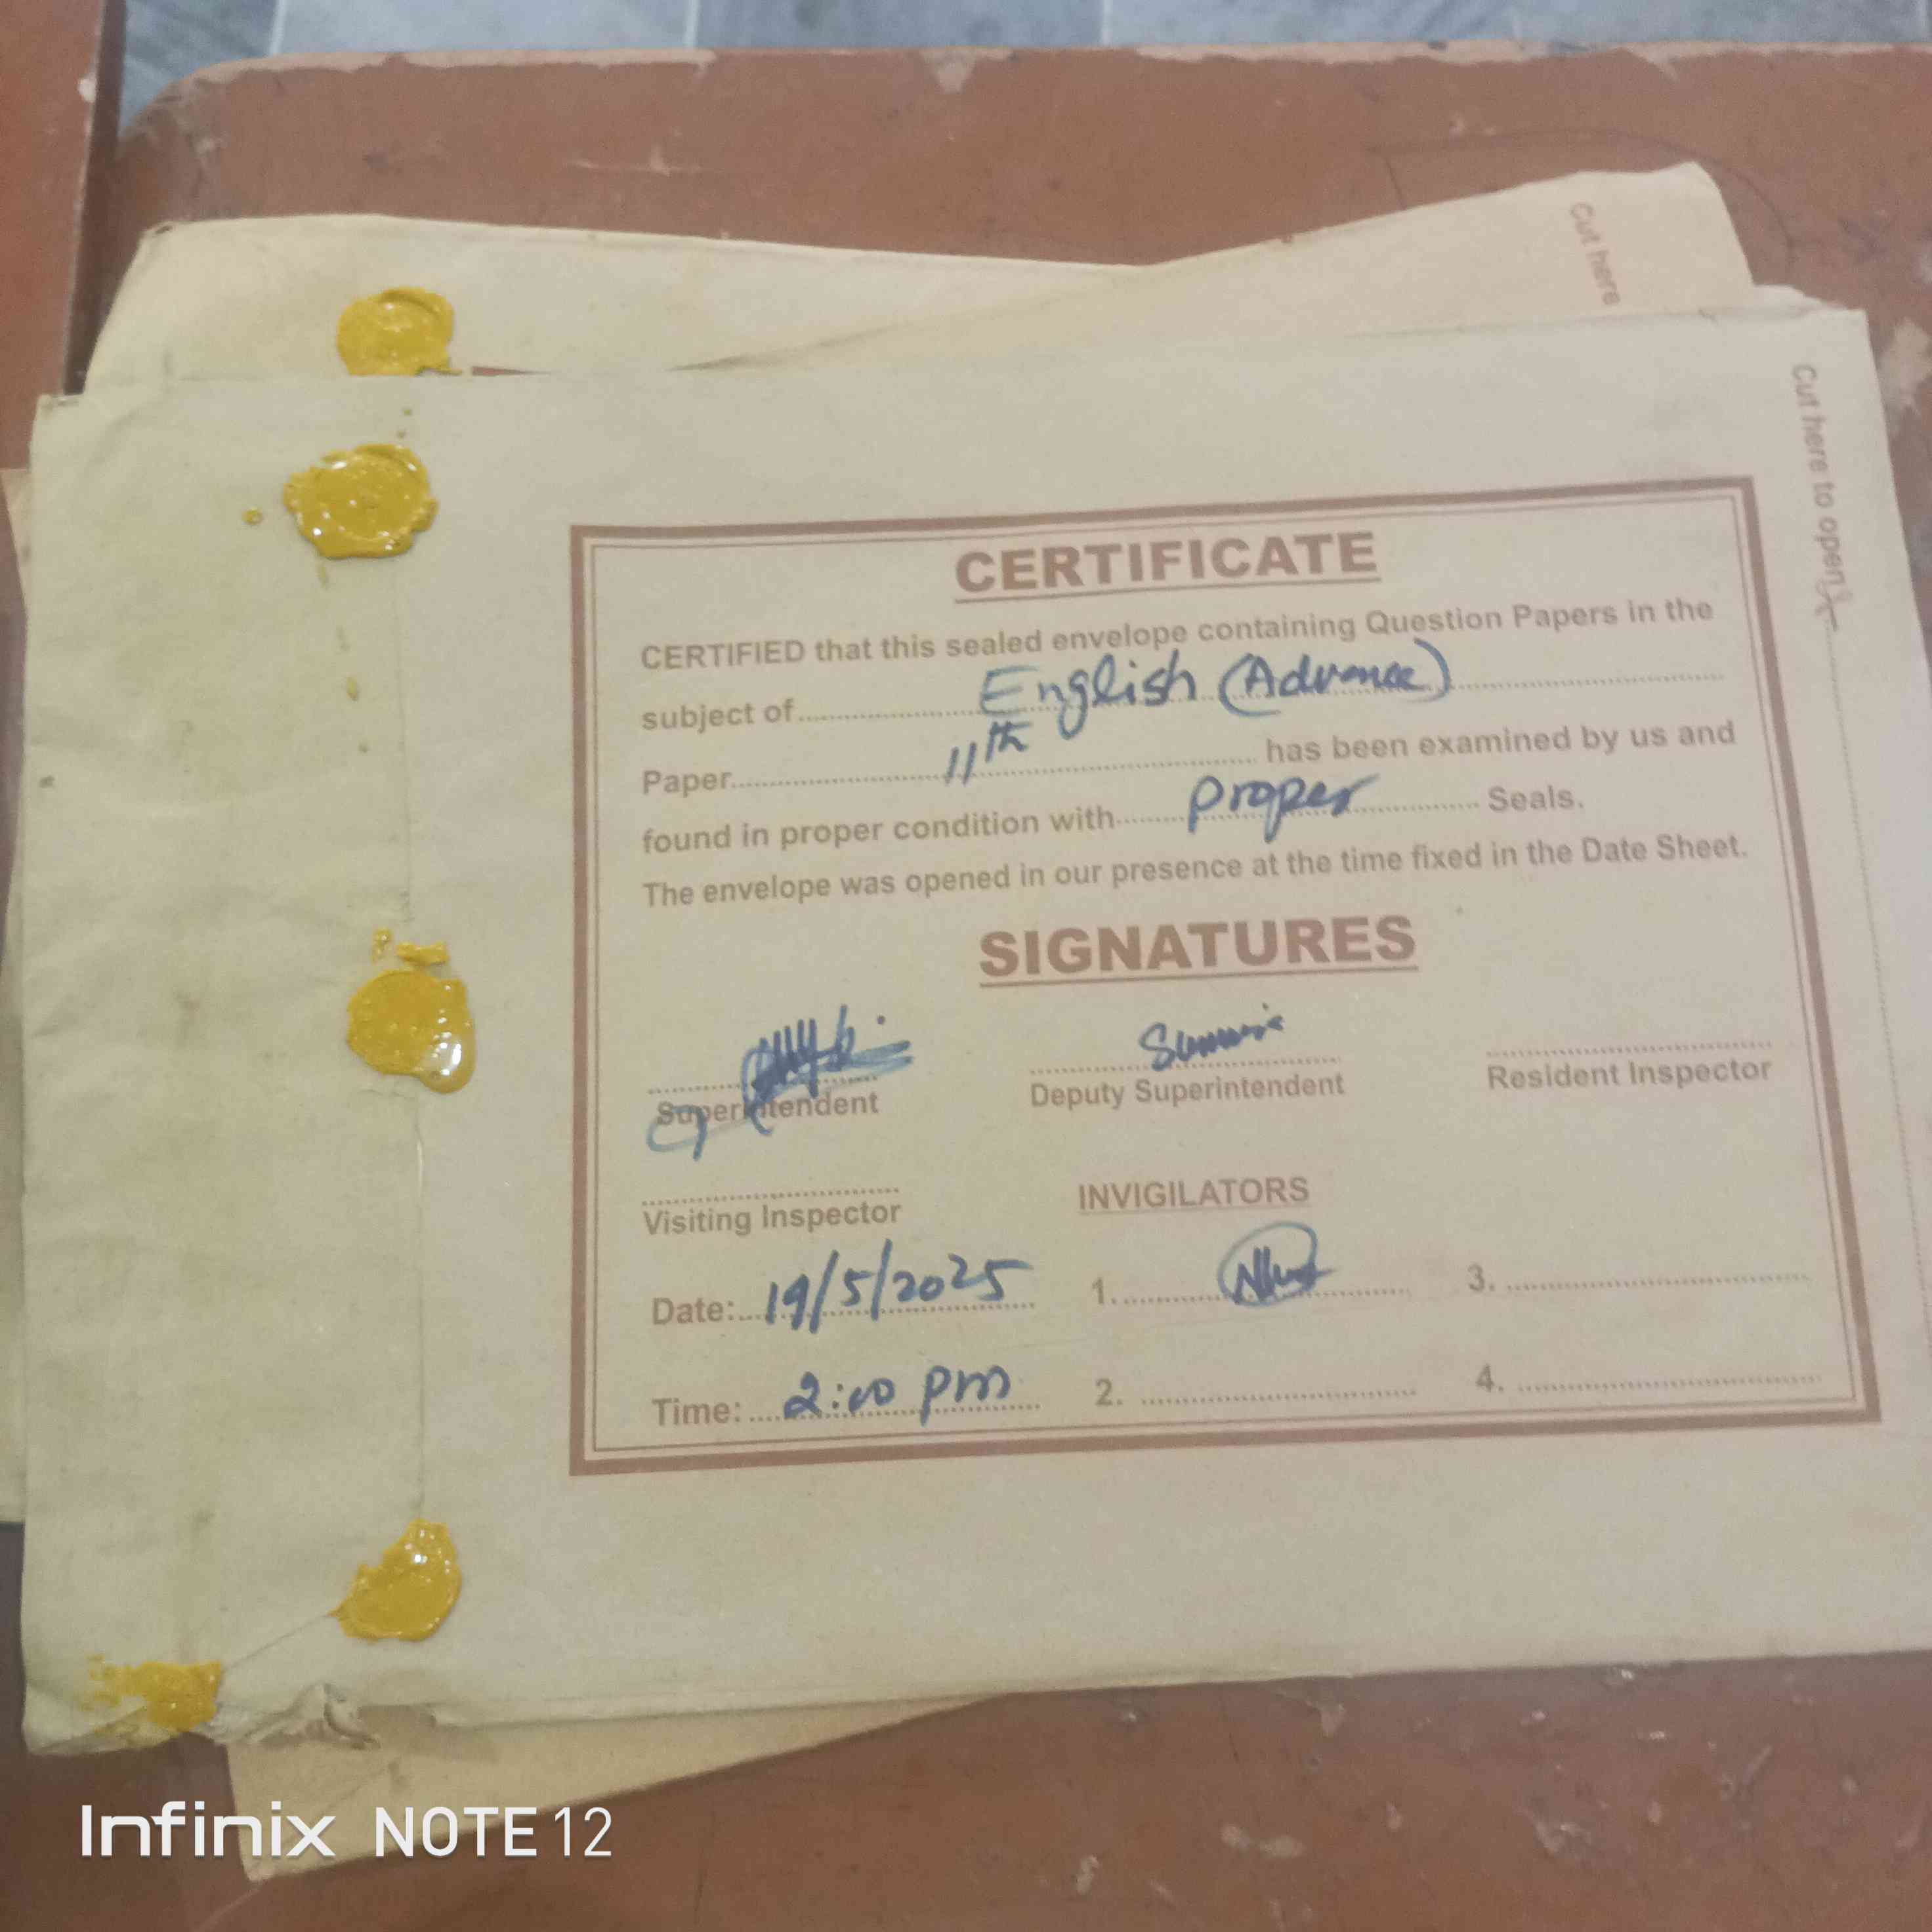 Cut here
Cut here to open
CERTIFICATE
CERTIFIED that this sealed envelope containing Question Papers in the
subject of English (Advance)
Paper 11th has been examined by us and
found in proper condition with proper Seals.
The envelope was opened in our presence at the time fixed in the Date Sheet.
SIGNATURES
Superintendent Deputy Superintendent Resident Inspector
Visiting Inspector INVIGILATORS
Date: 19/5/2025 1. 3.
Time: 2:00 pm 2. 4.
Infinix NOTE 12